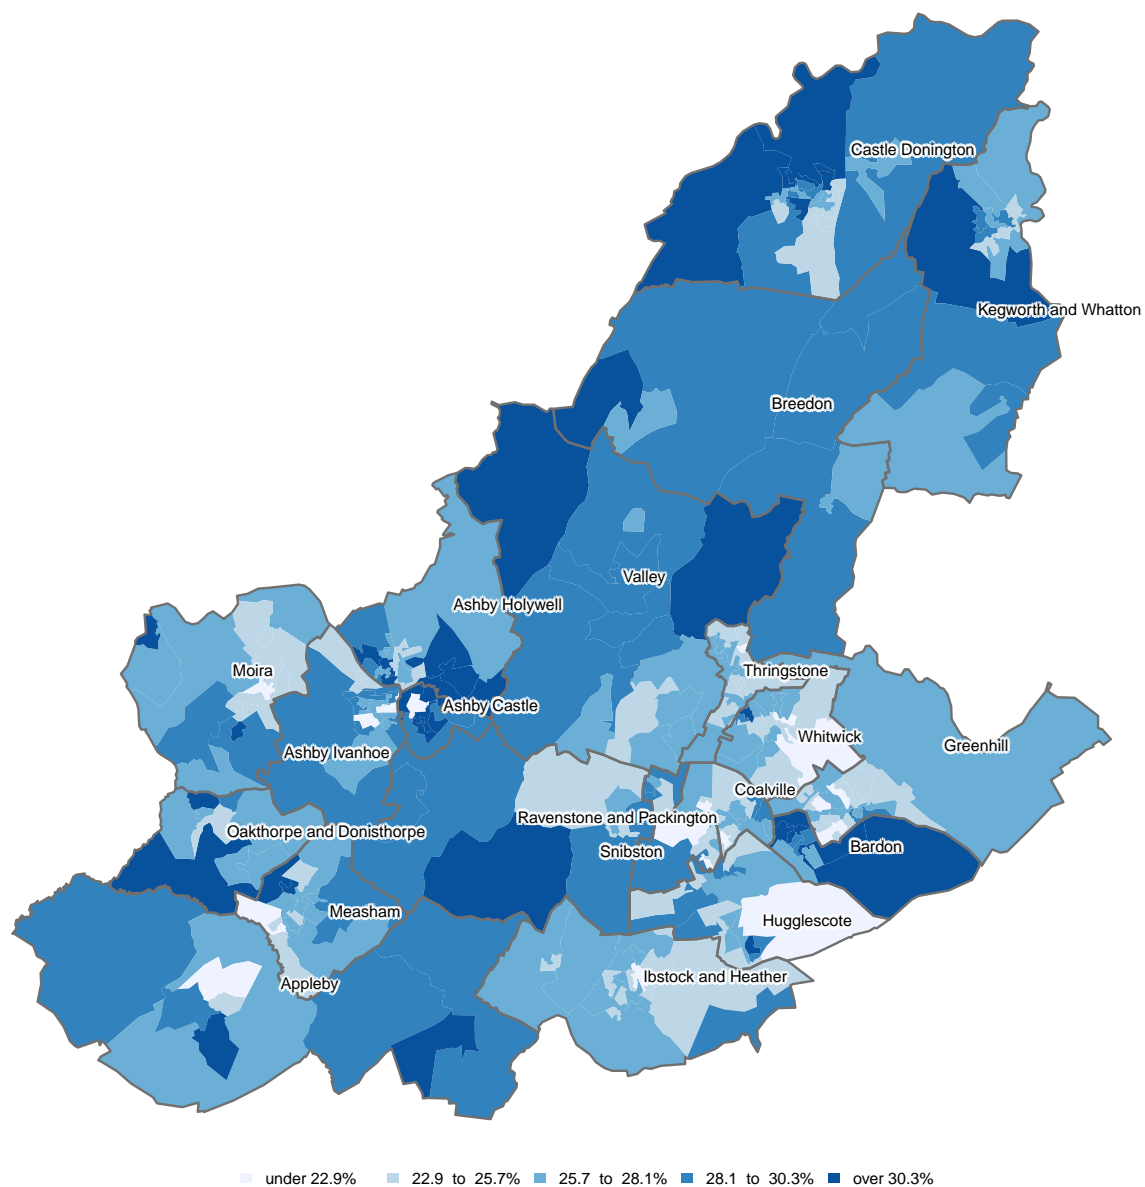 Castle Donington
Kegworth and Whatton
Breedon
Valley
Ashby Holywell
Moira
Thringstone
Ashby Castle
Whitwick
Greenhill
Ashby Ivanhoe
Coalville
Ravenstone and Packington
Oakthorpe and Donisthorpe
Snibston
Bardon
Measham
Hugglescote
Ibstock and Heather
Appleby
under 22.9% 22.9 to 25.7% 25.7 to 28.1% 28.1 to 30.3% over 30.3%